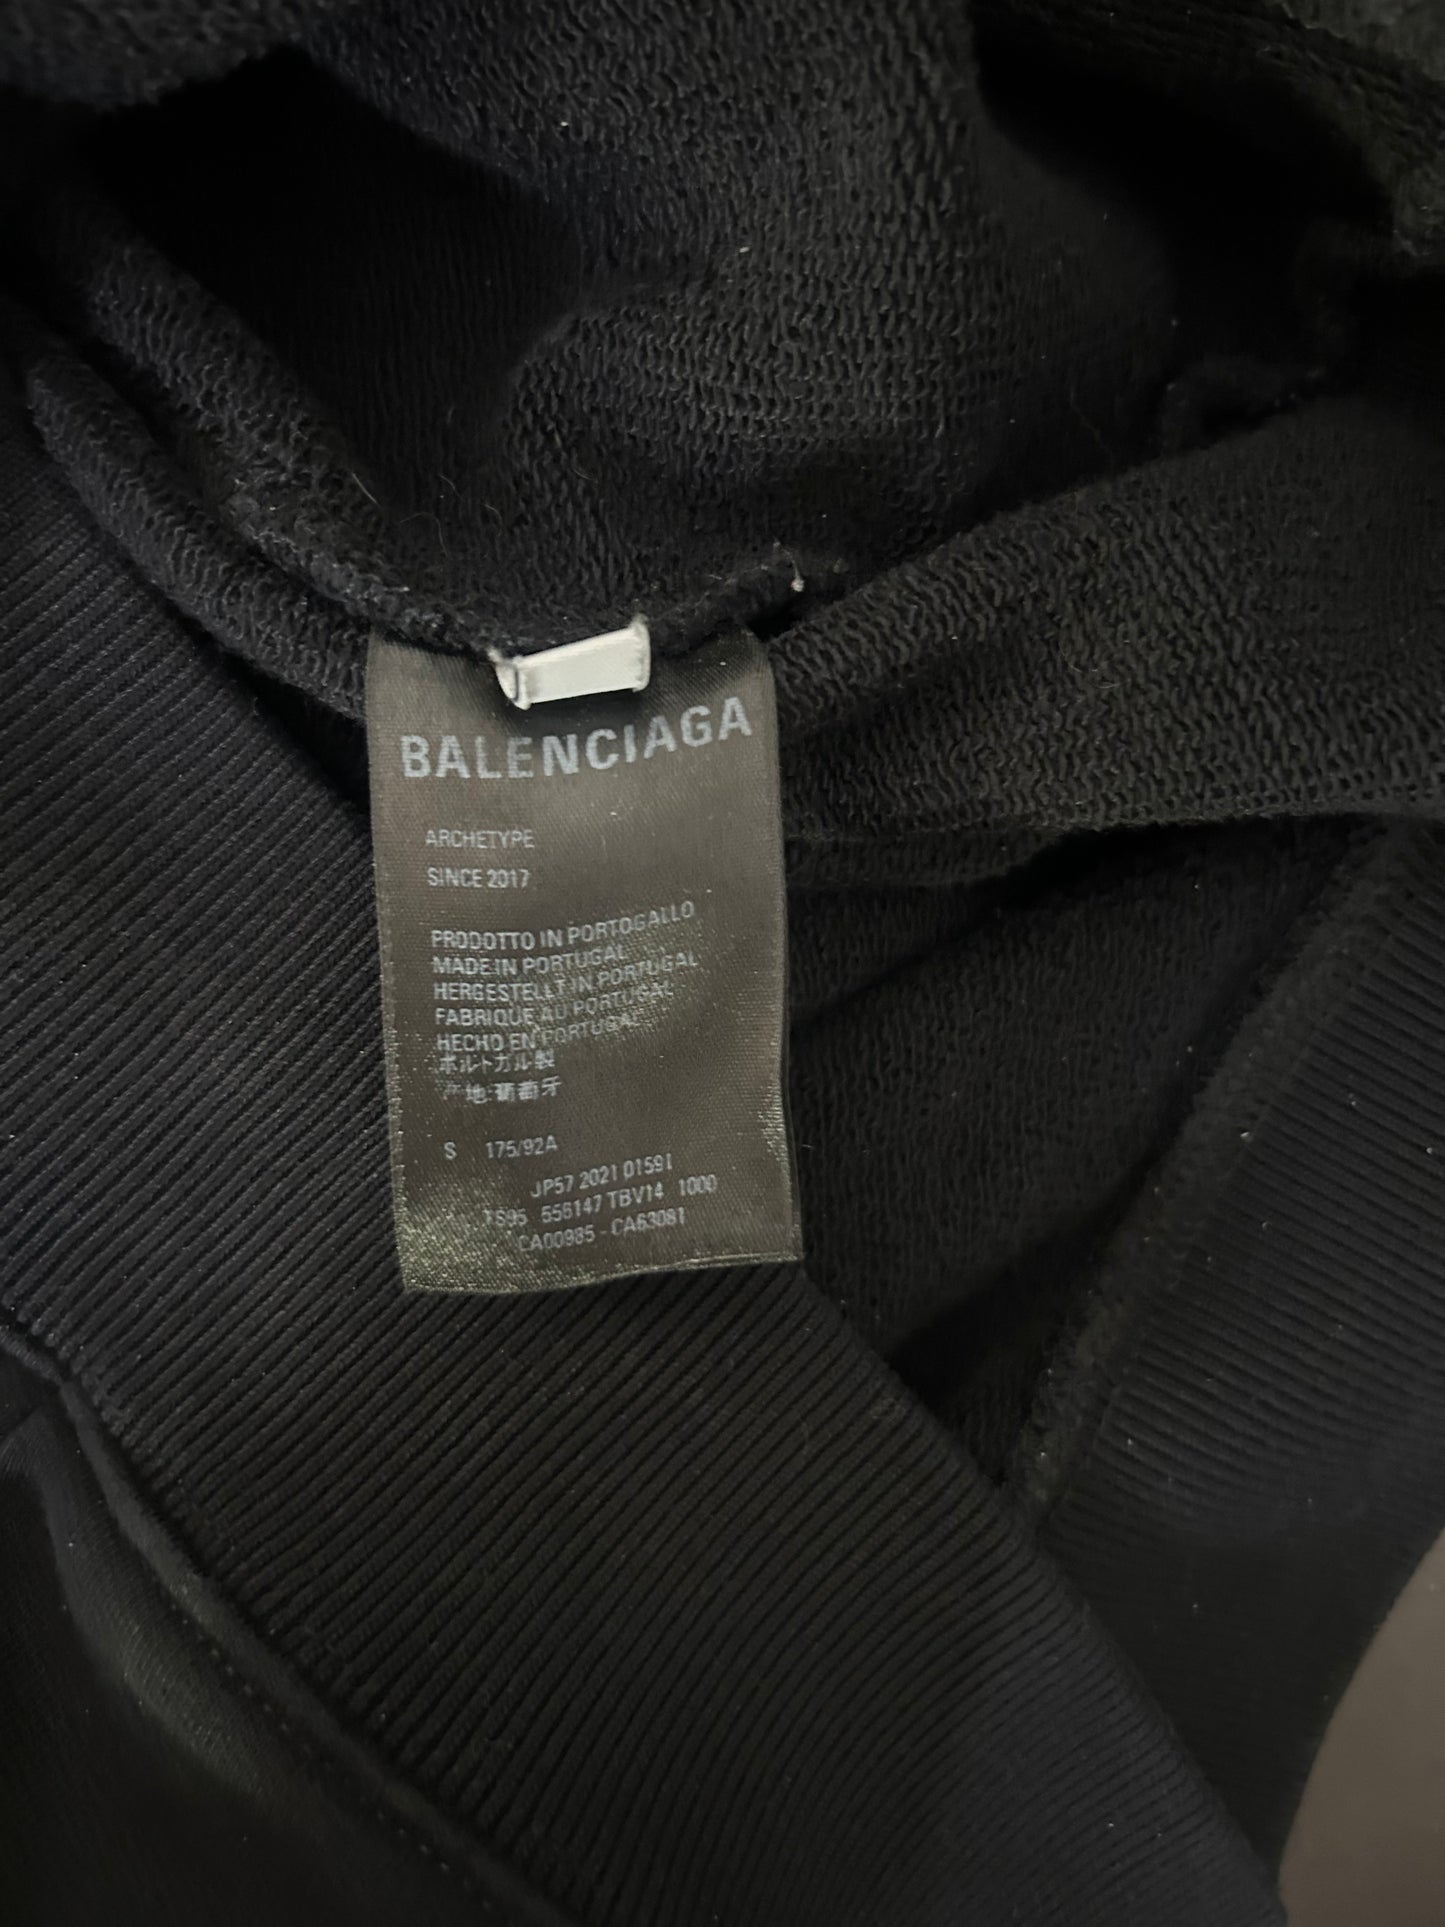 BALENCIAGA
ARCHETYPE
SINCE 2017
PRODOTTO IN PORTOGALLO
MADE IN PORTUGAL
HERGESTELLT IN PORTUGAL
FABRIQUE AU PORTUGAL
HECHO EN PORTUGAL
ポルトガル製
产地:葡萄牙
S 175/92A
JP57 2021 01591
TS95 556147 TBV14 1000
CA00985 - CA63081